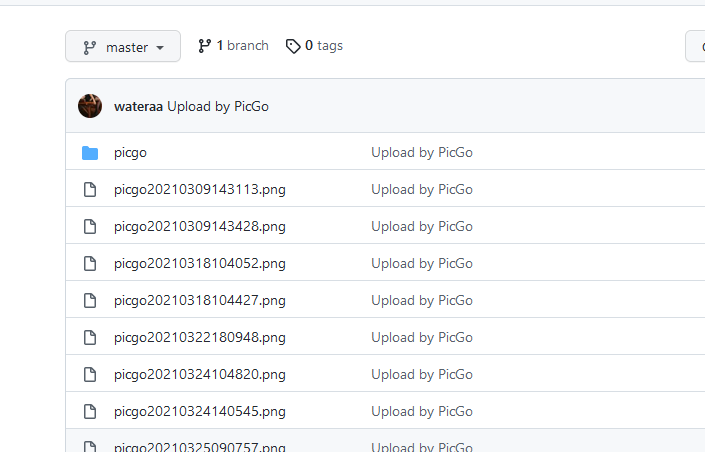 master 1 branch 0 tags
wateraa Upload by PicGo
picgo Upload by PicGo
picgo20210309143113.png Upload by PicGo
picgo20210309143428.png Upload by PicGo
picgo20210318104052.png Upload by PicGo
picgo20210318104427.png Upload by PicGo
picgo20210322180948.png Upload by PicGo
picgo20210324104820.png Upload by PicGo
picgo20210324140545.png Upload by PicGo
picgo20210325090757.png Upload by PicGo